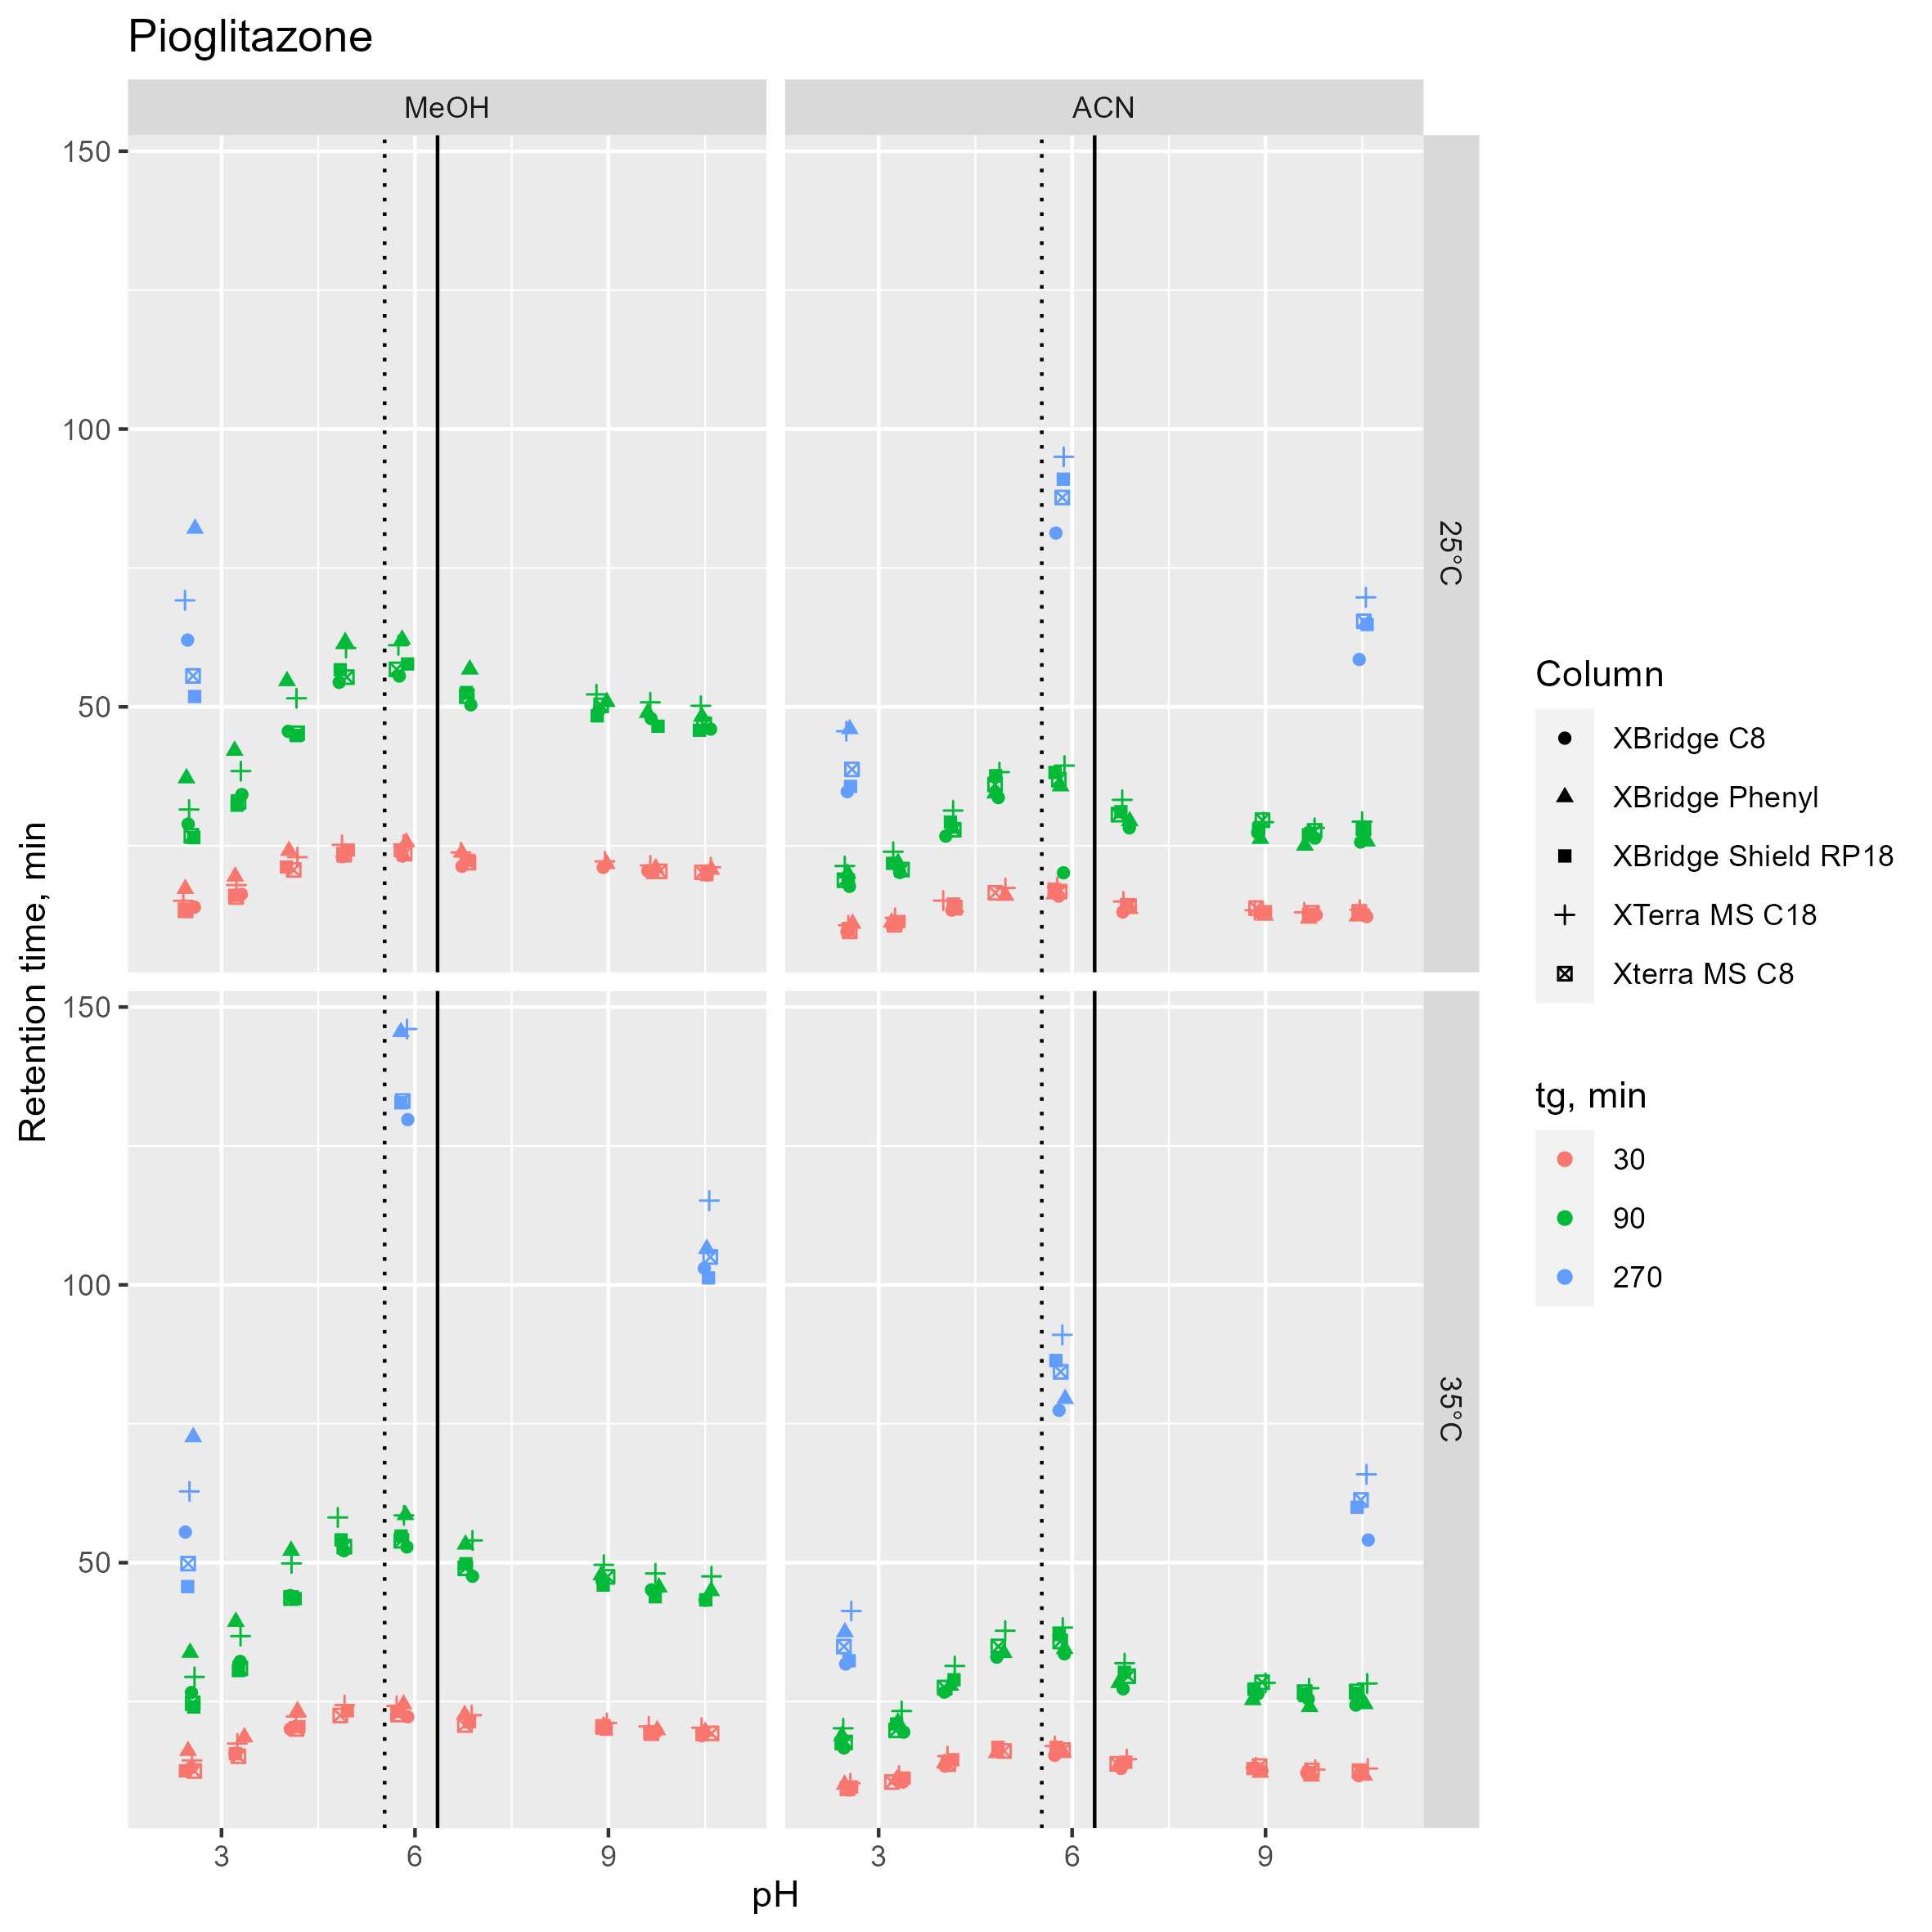 Pioglitazone
MeOH
ACN
150
100
50
25°C
150
100
50
35°C
3
6
9
3
6
9
pH
Retention time, min
Column
XBridge C8
XBridge Phenyl
XBridge Shield RP18
XTerra MS C18
Xterra MS C8
tg, min
30
90
270